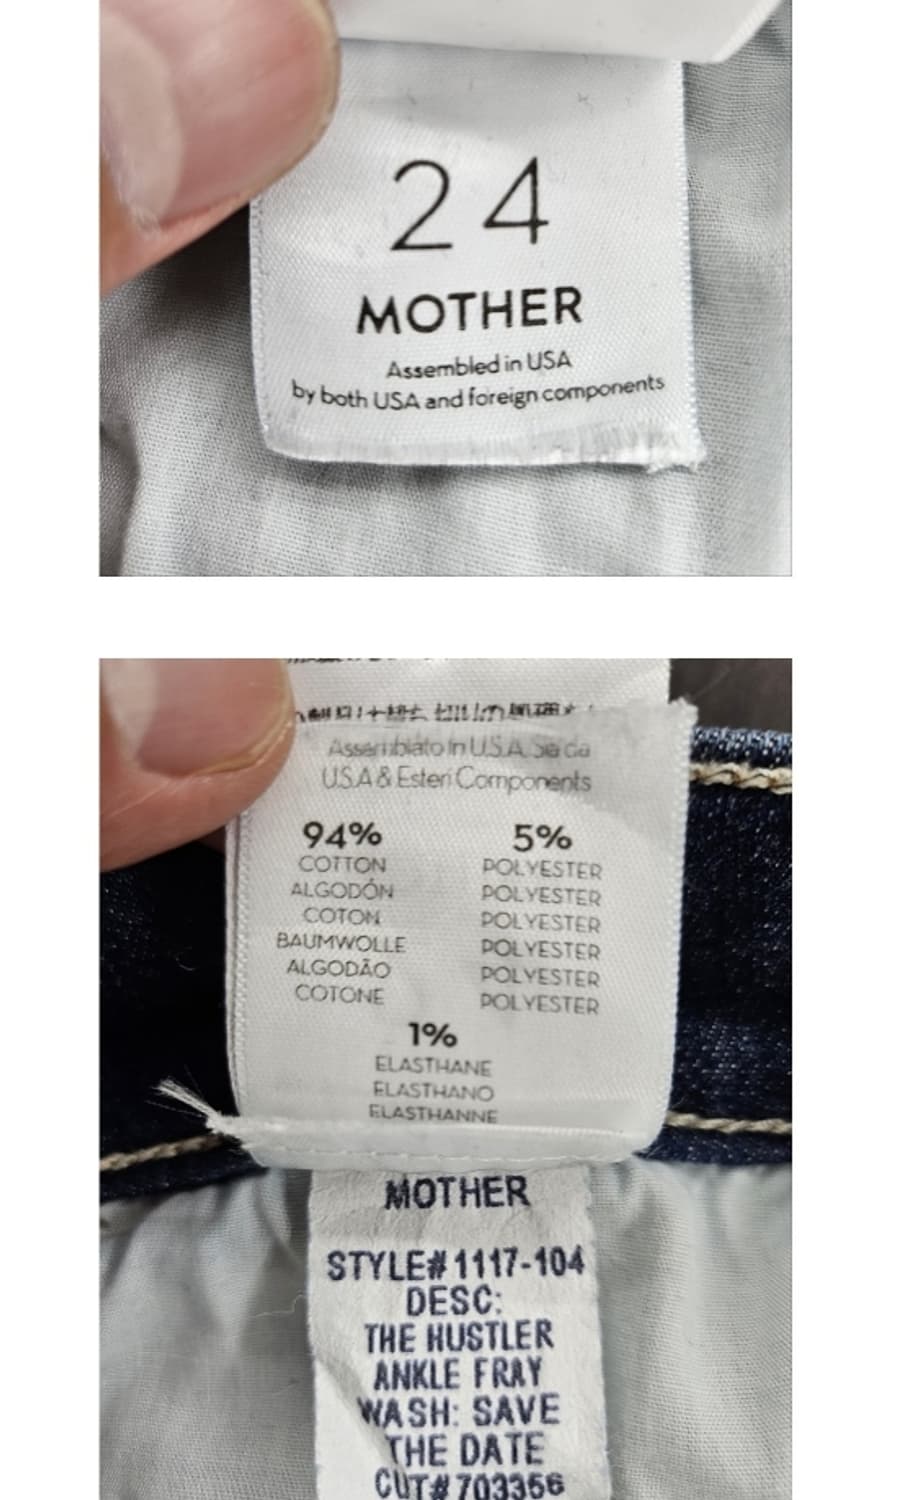 24
MOTHER
Assembled in USA
by both USA and foreign components
Assemblato in U.S.A. Sia da
U.S.A & Esteri Components
94% 5%
COTTON POLYESTER
ALGODÓN POLYESTER
COTON POLYESTER
BAUMWOLLE POLYESTER
ALGODÃO POLYESTER
COTONE POLYESTER
1%
ELASTHANE
ELASTHANO
ELASTHANNE
MOTHER
STYLE# 1117-104
DESC:
THE HUSTLER
ANKLE FRAY
WASH: SAVE
THE DATE
CUT# 703356